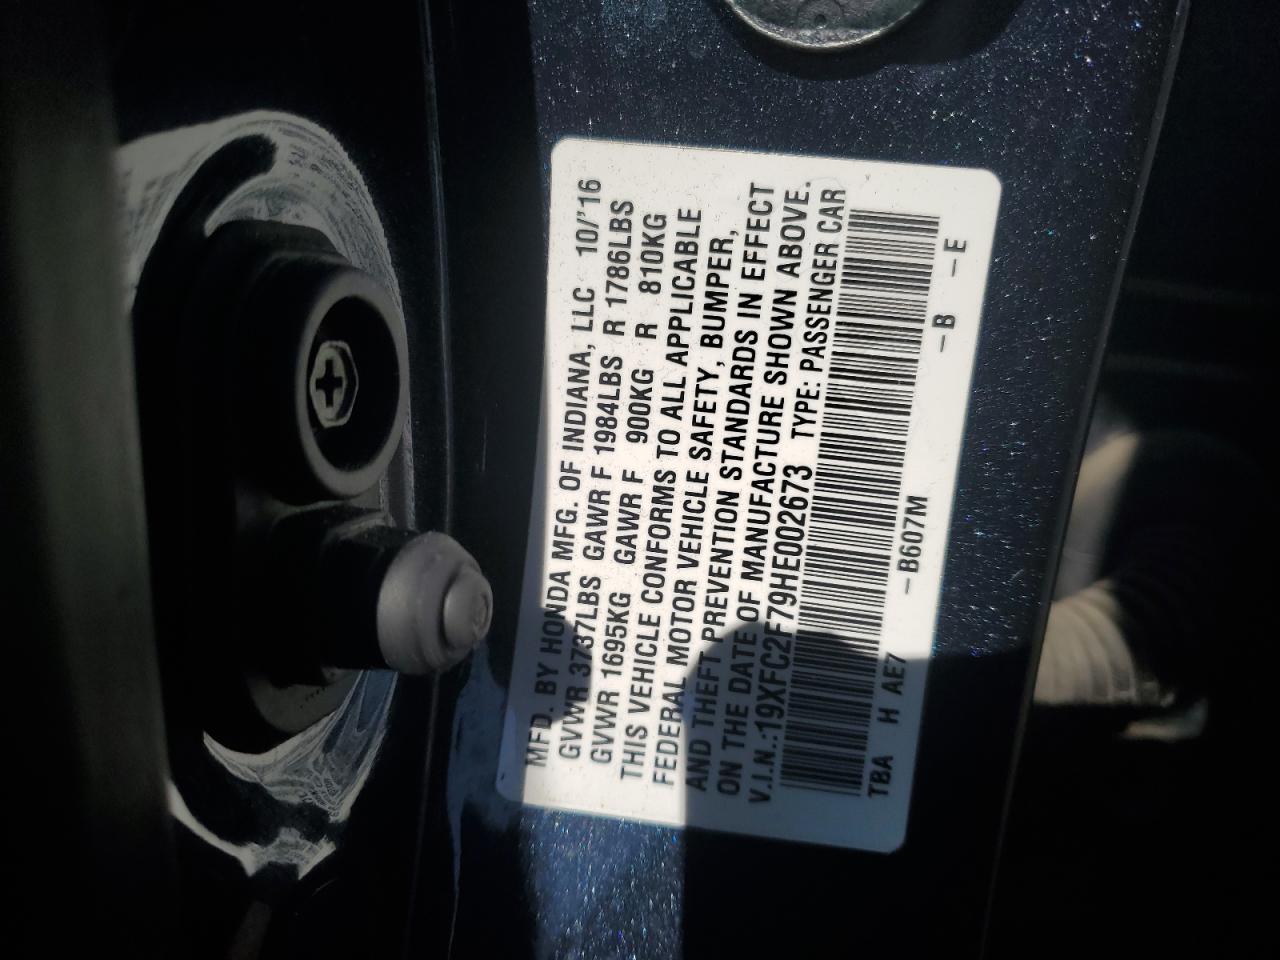 MFD. BY HONDA MFG. OF INDIANA, LLC 10/'16
GVWR 3737LBS GAWR F 1984LBS R 1786LBS
GVWR 1695KG GAWR F 900KG R 810KG
THIS VEHICLE CONFORMS TO ALL APPLICABLE
FEDERAL MOTOR VEHICLE SAFETY, BUMPER,
AND THEFT PREVENTION STANDARDS IN EFFECT
ON THE DATE OF MANUFACTURE SHOWN ABOVE.
V.I.N.:19XFC2F79HE002673 TYPE: PASSENGER CAR
TBA H AE7 -B607M -B -E